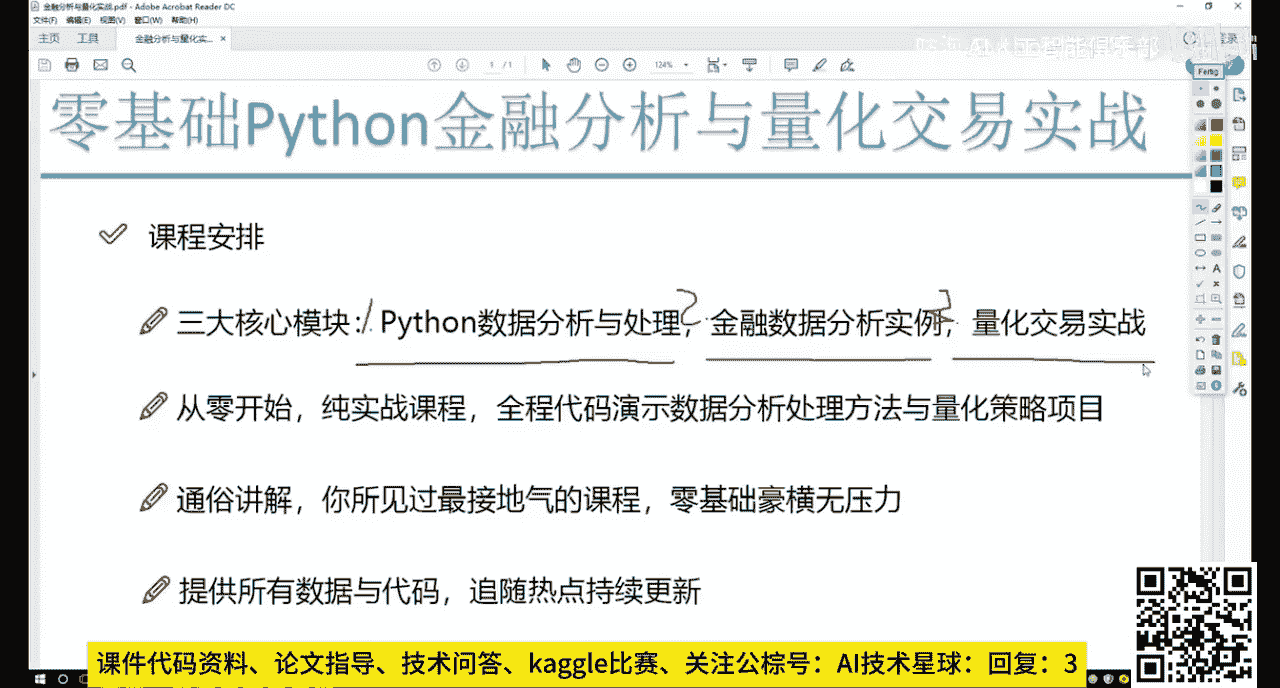 金融分析与量化实战.pdf - Adobe Acrobat Reader DC
文件(F) 编辑(E) 视图(V) 窗口(W) 帮助(H)
主页 工具 金融分析与量化实... ×
登录
1 / 1 124%
Fertig
零基础Python金融分析与量化交易实战
课程安排
三大核心模块：Python数据分析与处理，金融数据分析实例，量化交易实战
1 2 3
从零开始，纯实战课程，全程代码演示数据分析处理方法与量化策略项目
通俗讲解，你所见过最接地气的课程，零基础豪横无压力
提供所有数据与代码，追随热点持续更新
课件代码资料、论文指导、技术问答、kaggle比赛、关注公棕号：AI技术星球：回复：3